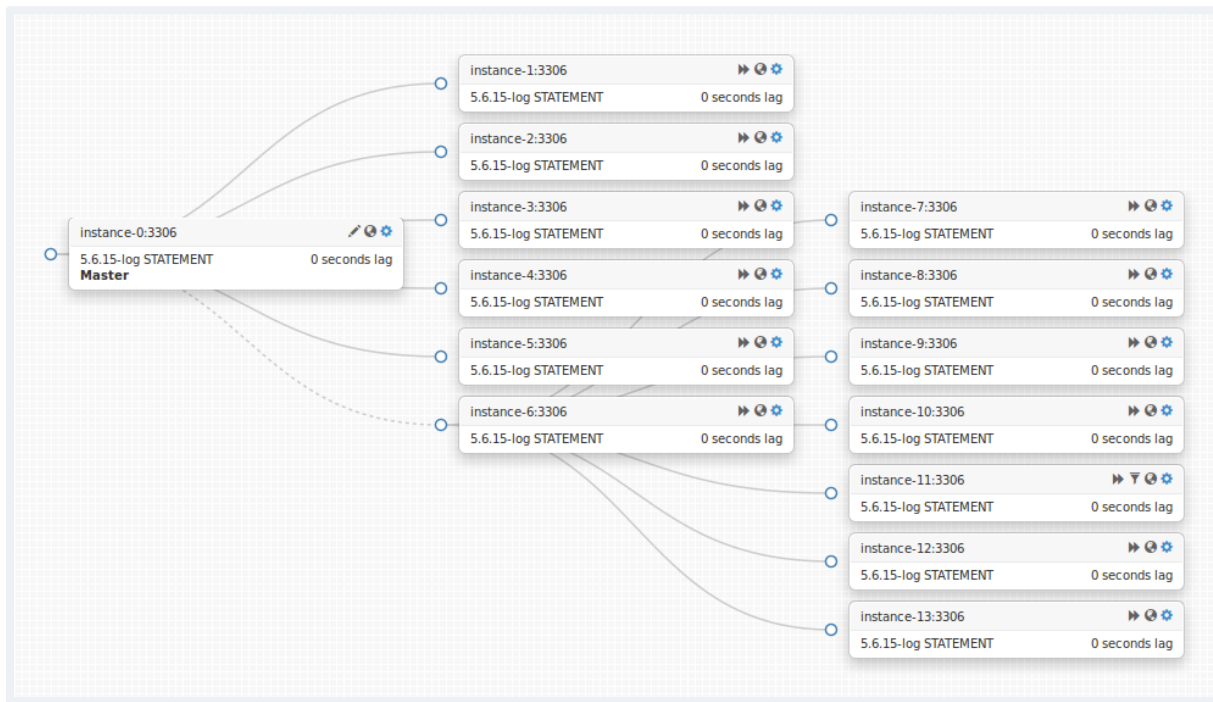 instance-0:3306
5.6.15-log STATEMENT 0 seconds lag
Master
instance-1:3306
5.6.15-log STATEMENT 0 seconds lag
instance-2:3306
5.6.15-log STATEMENT 0 seconds lag
instance-3:3306
5.6.15-log STATEMENT 0 seconds lag
instance-4:3306
5.6.15-log STATEMENT 0 seconds lag
instance-5:3306
5.6.15-log STATEMENT 0 seconds lag
instance-6:3306
5.6.15-log STATEMENT 0 seconds lag
instance-7:3306
5.6.15-log STATEMENT 0 seconds lag
instance-8:3306
5.6.15-log STATEMENT 0 seconds lag
instance-9:3306
5.6.15-log STATEMENT 0 seconds lag
instance-10:3306
5.6.15-log STATEMENT 0 seconds lag
instance-11:3306
5.6.15-log STATEMENT 0 seconds lag
instance-12:3306
5.6.15-log STATEMENT 0 seconds lag
instance-13:3306
5.6.15-log STATEMENT 0 seconds lag